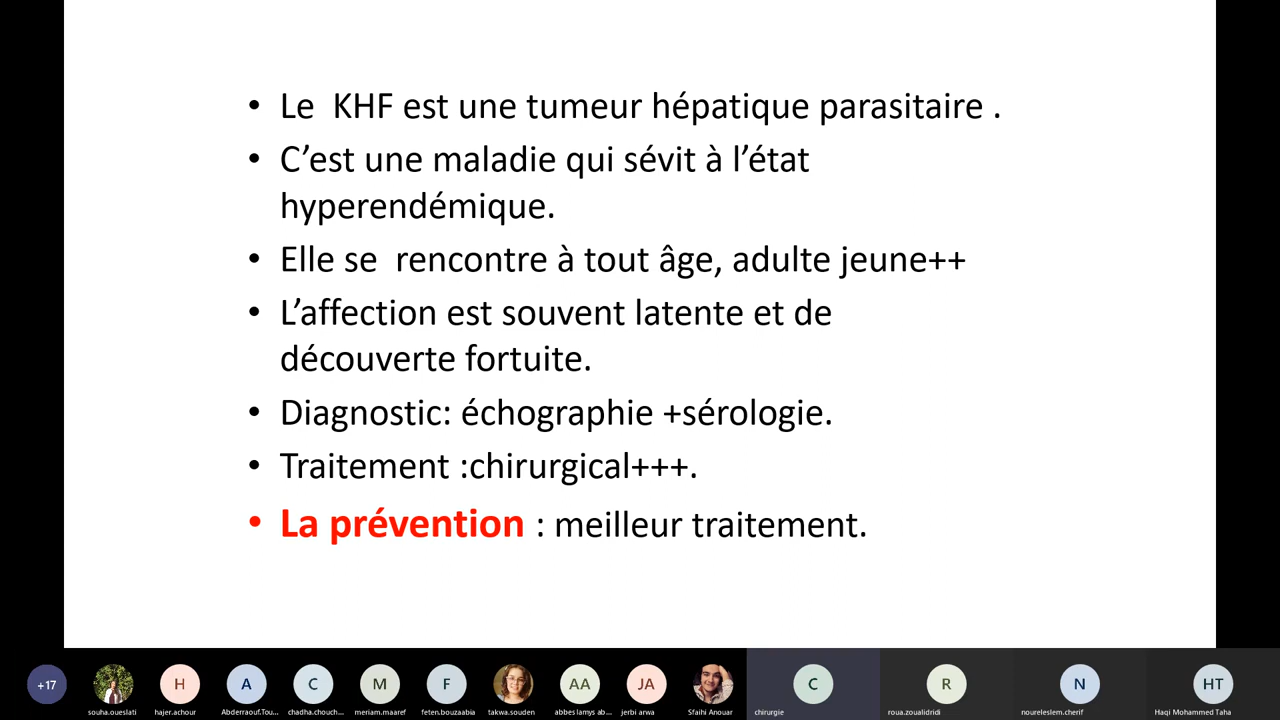 • Le KHF est une tumeur hépatique parasitaire .
• C’est une maladie qui sévit à l’état
hyperendémique.
• Elle se rencontre à tout âge, adulte jeune++
• L’affection est souvent latente et de
découverte fortuite.
• Diagnostic: échographie +sérologie.
• Traitement :chirurgical+++.
• La prévention : meilleur traitement.
+17 H A C M F AA JA C R N HT
souha.oueslati hajer.achour Abderraouf.Tou... chadha.chouch... meriam.maaref feten.bouzaabia takwa.souden abbes lamys ab... jerbi arwa Sfaihi Anouar chirurgie roua.zoualidridi noureleslem.cherif Haqi Mohammed Taha